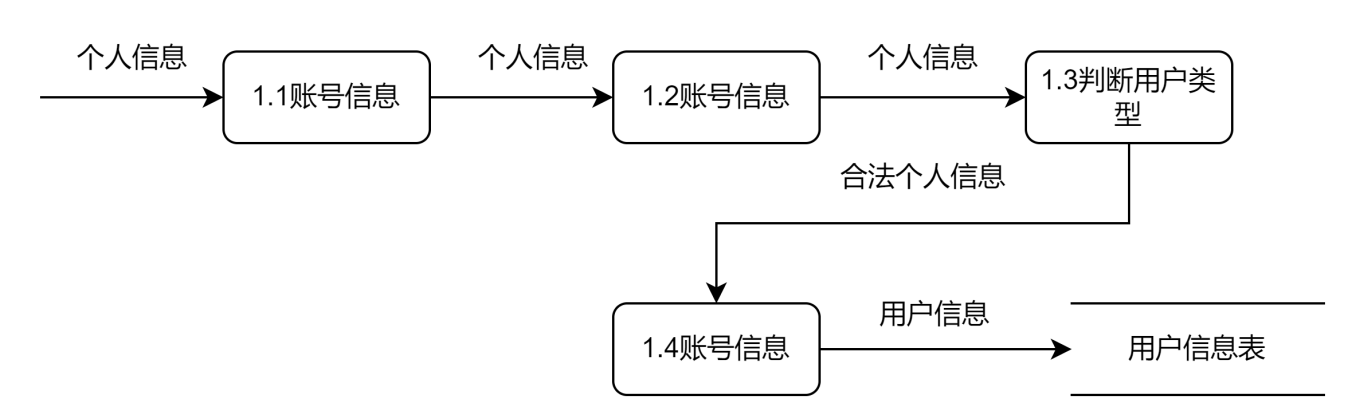 个人信息
个人信息
个人信息
1.1账号信息
1.2账号信息
1.3判断用户类
型
合法个人信息
用户信息
1.4账号信息
用户信息表